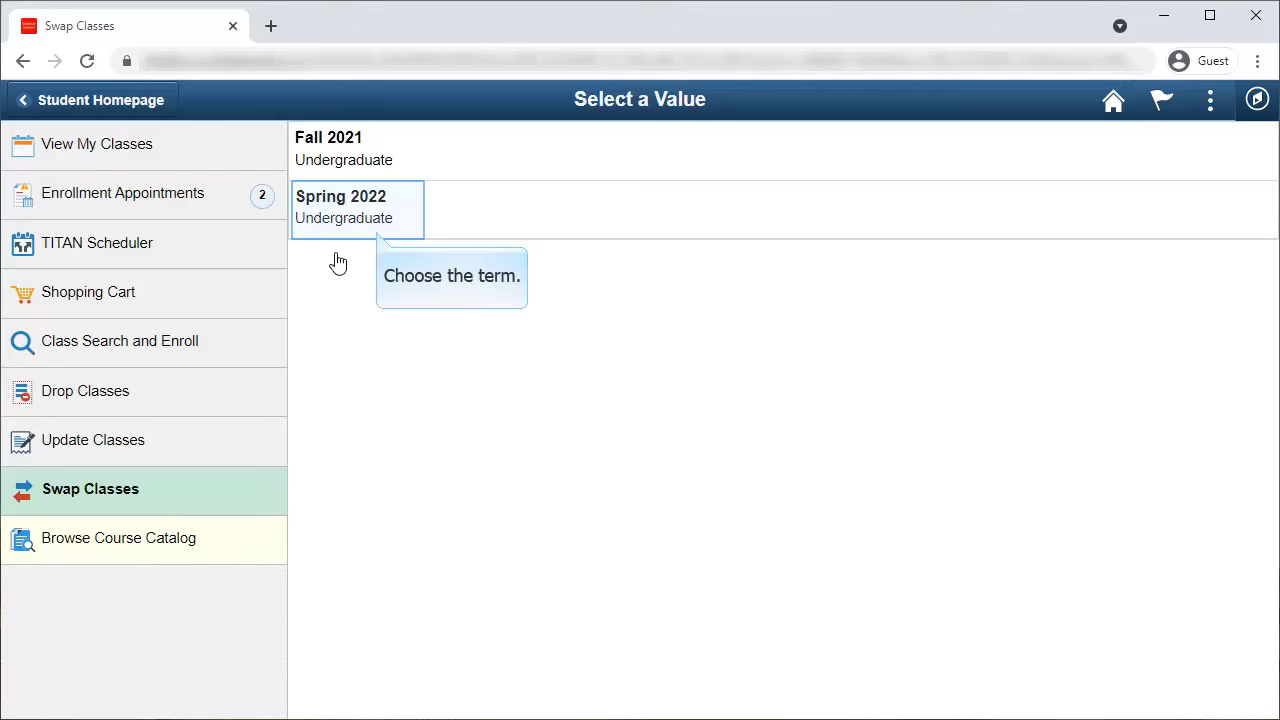 Swap Classes
Guest
Student Homepage
Select a Value
View My Classes
Enrollment Appointments
2
TITAN Scheduler
Shopping Cart
Class Search and Enroll
Drop Classes
Update Classes
Swap Classes
Browse Course Catalog
Fall 2021
Undergraduate
Spring 2022
Undergraduate
Choose the term.